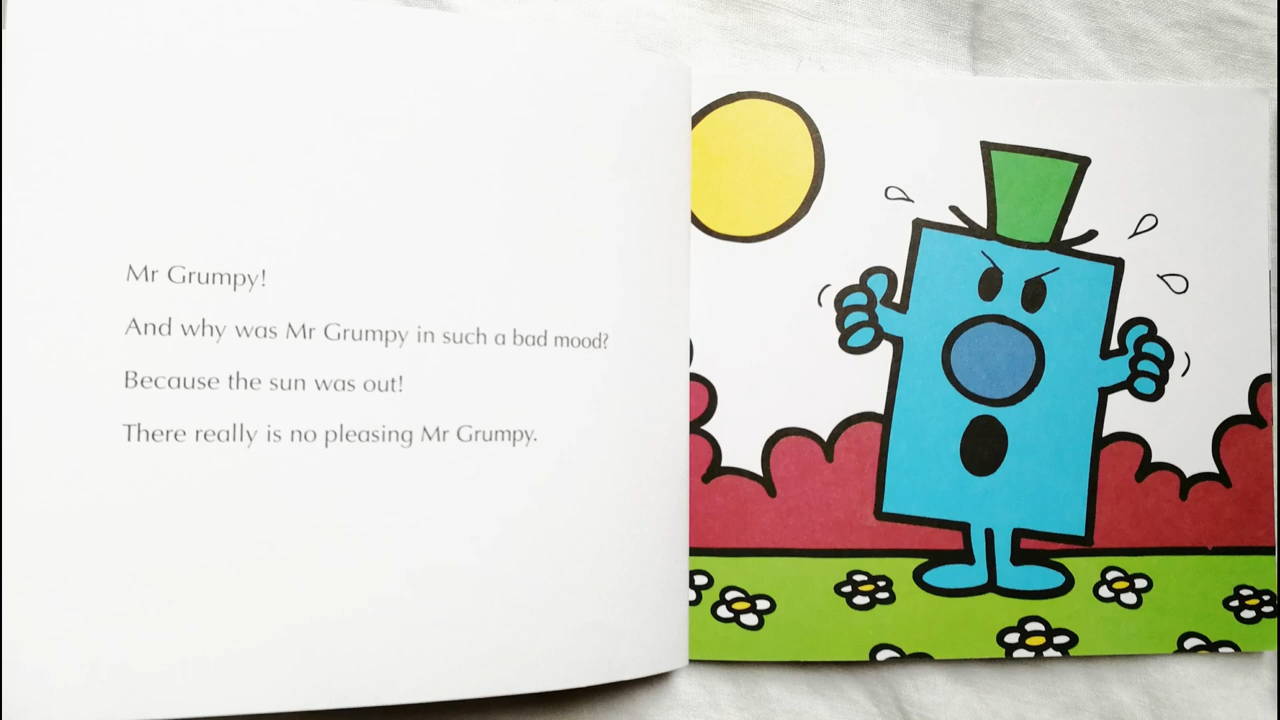 Mr Grumpy!
And why was Mr Grumpy in such a bad mood?
Because the sun was out!
There really is no pleasing Mr Grumpy.